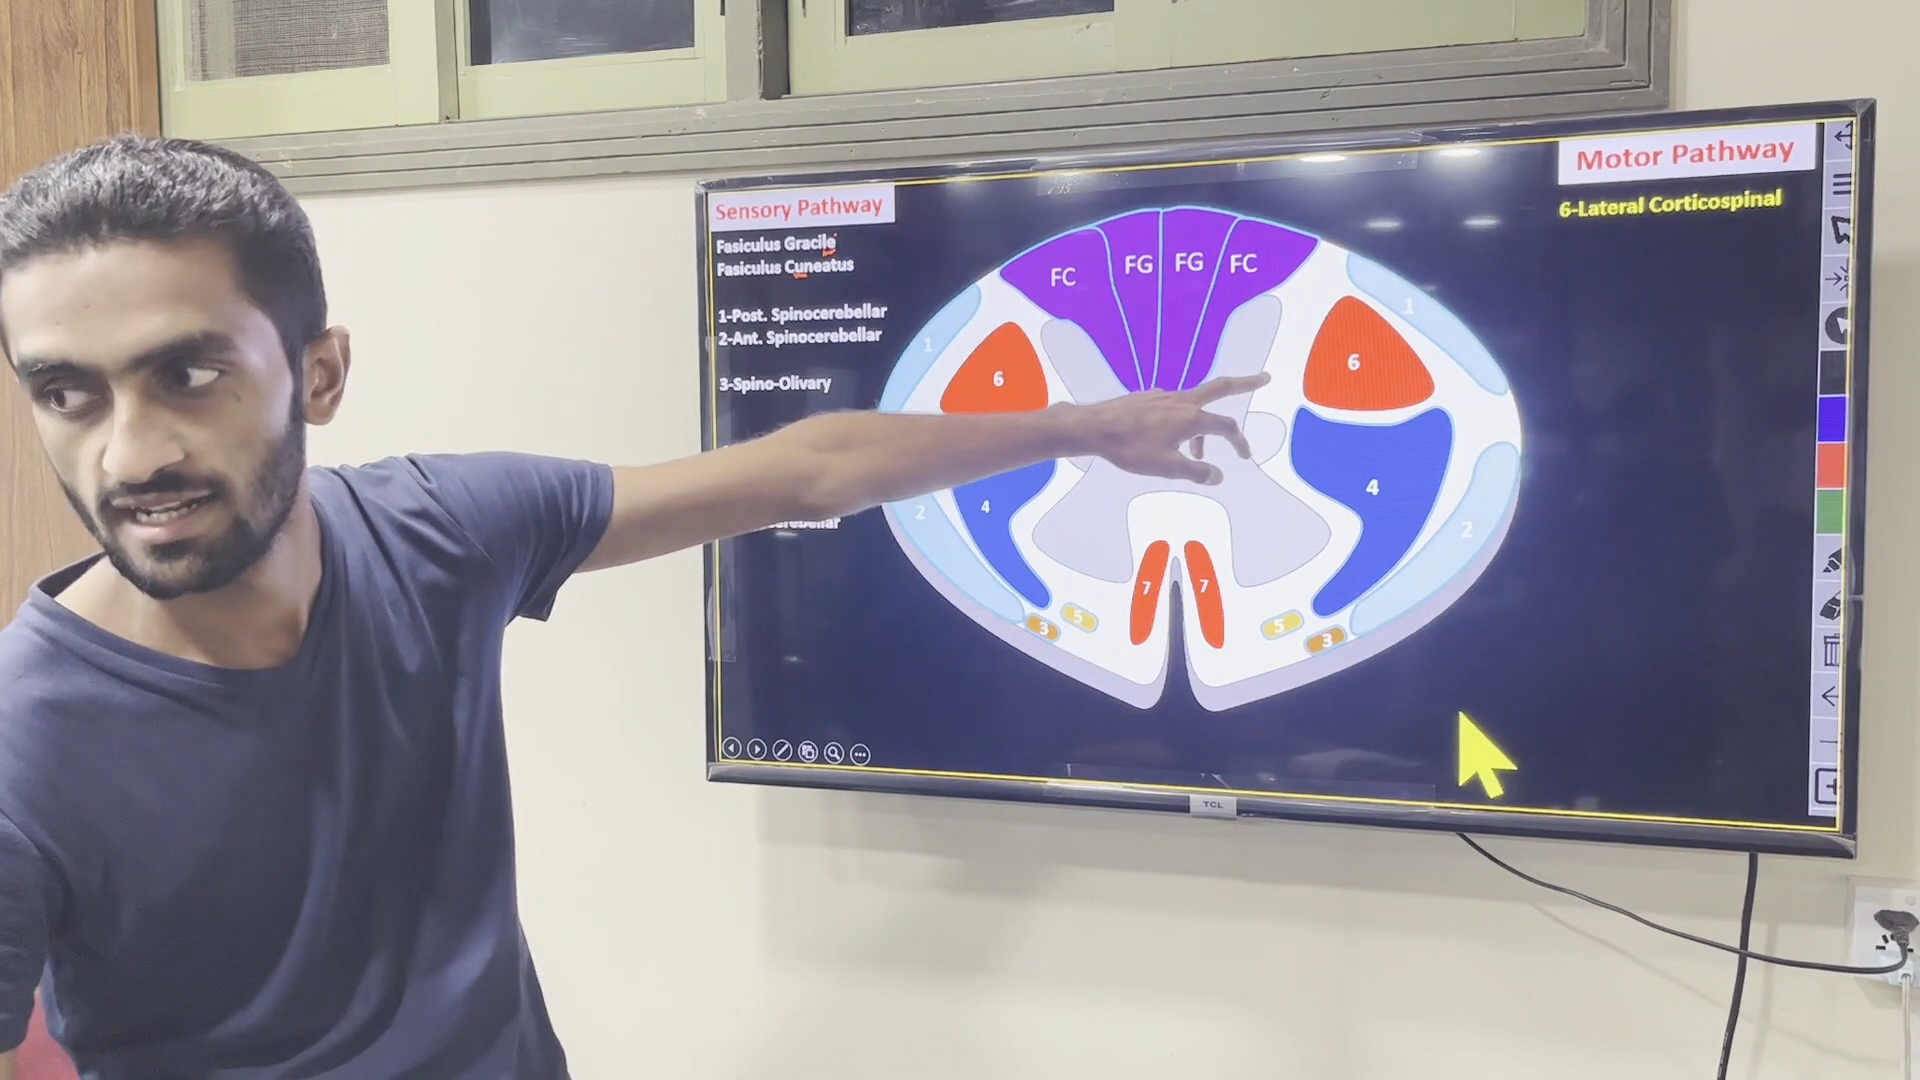 Sensory Pathway
Fasiculus Gracile
Fasiculus Cuneatus
1-Post. Spinocerebellar
2-Ant. Spinocerebellar
3-Spino-Olivary
Motor Pathway
6-Lateral Corticospinal
FC FG FG FC
1 1
6 6
4 4
2 2
7 7
5 5
3 3
TCL